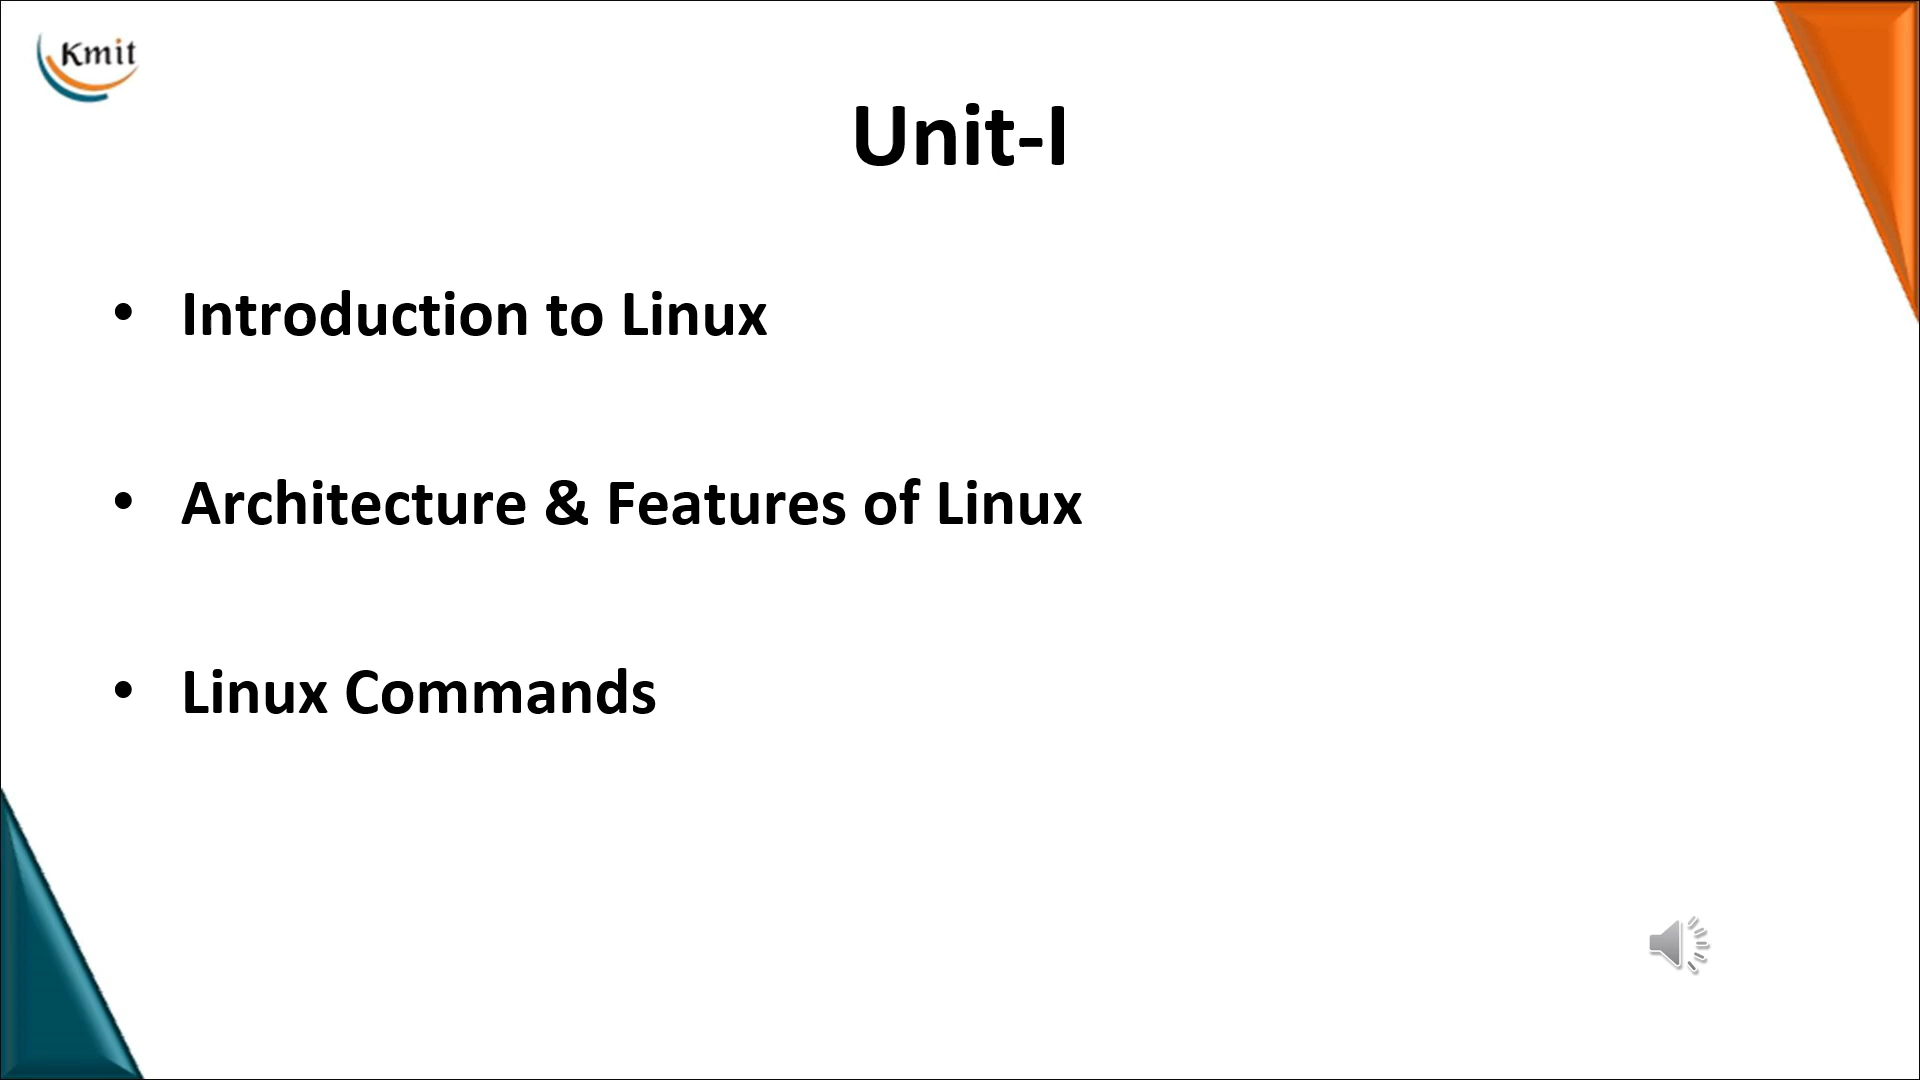 Kmit
Unit-I
• Introduction to Linux
• Architecture & Features of Linux
• Linux Commands